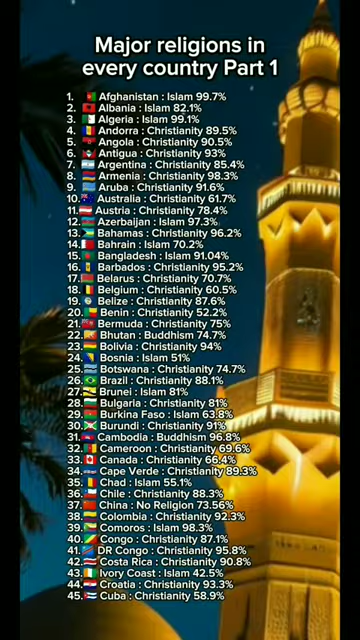 Major religions in
every country Part 1
1. Afghanistan : Islam 99.7%
2. Albania : Islam 82.1%
3. Algeria : Islam 99.1%
4. Andorra : Christianity 89.5%
5. Angola : Christianity 90.5%
6. Antigua : Christianity 93%
7. Argentina : Christianity 85.4%
8. Armenia : Christianity 98.3%
9. Aruba : Christianity 91.6%
10. Australia : Christianity 61.7%
11. Austria : Christianity 78.4%
12. Azerbaijan : Islam 97.3%
13. Bahamas : Christianity 96.2%
14. Bahrain : Islam 70.2%
15. Bangladesh : Islam 91.04%
16. Barbados : Christianity 95.2%
17. Belarus : Christianity 70.7%
18. Belgium : Christianity 60.5%
19. Belize : Christianity 87.6%
20. Benin : Christianity 52.2%
21. Bermuda : Christianity 75%
22. Bhutan : Buddhism 74.7%
23. Bolivia : Christianity 94%
24. Bosnia : Islam 51%
25. Botswana : Christianity 74.7%
26. Brazil : Christianity 88.1%
27. Brunei : Islam 81%
28. Bulgaria : Christianity 81%
29. Burkina Faso : Islam 63.8%
30. Burundi : Christianity 91%
31. Cambodia : Buddhism 96.8%
32. Cameroon : Christianity 69.6%
33. Canada : Christianity 66.4%
34. Cape Verde : Christianity 89.3%
35. Chad : Islam 55.1%
36. Chile : Christianity 88.3%
37. China : No Religion 73.56%
38. Colombia : Christianity 92.3%
39. Comoros : Islam 98.3%
40. Congo : Christianity 87.1%
41. DR Congo : Christianity 95.8%
42. Costa Rica : Christianity 90.8%
43. Ivory Coast : Islam 42.5%
44. Croatia : Christianity 93.3%
45. Cuba : Christianity 58.9%